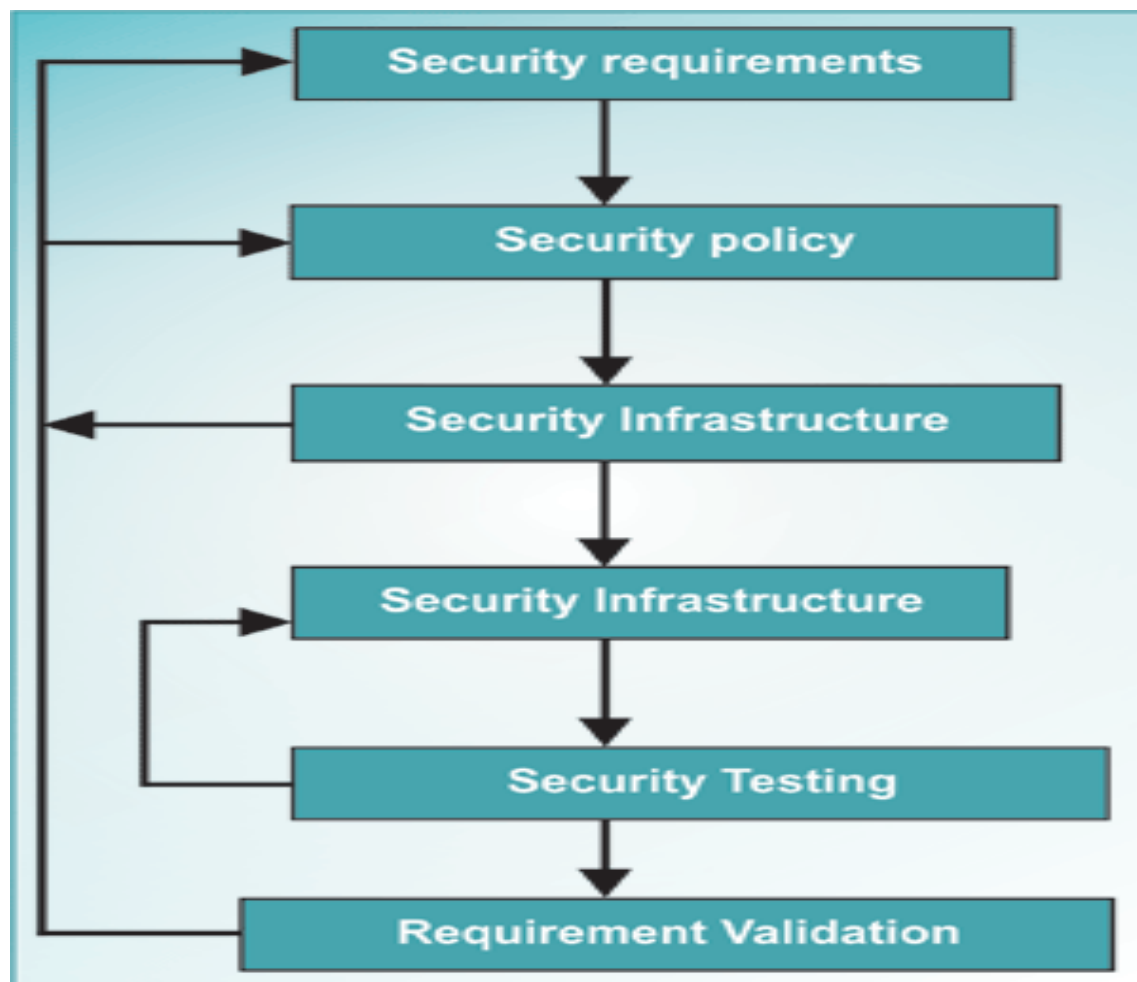 Security requirements
Security policy
Security Infrastructure
Security Infrastructure
Security Testing
Requirement Validation